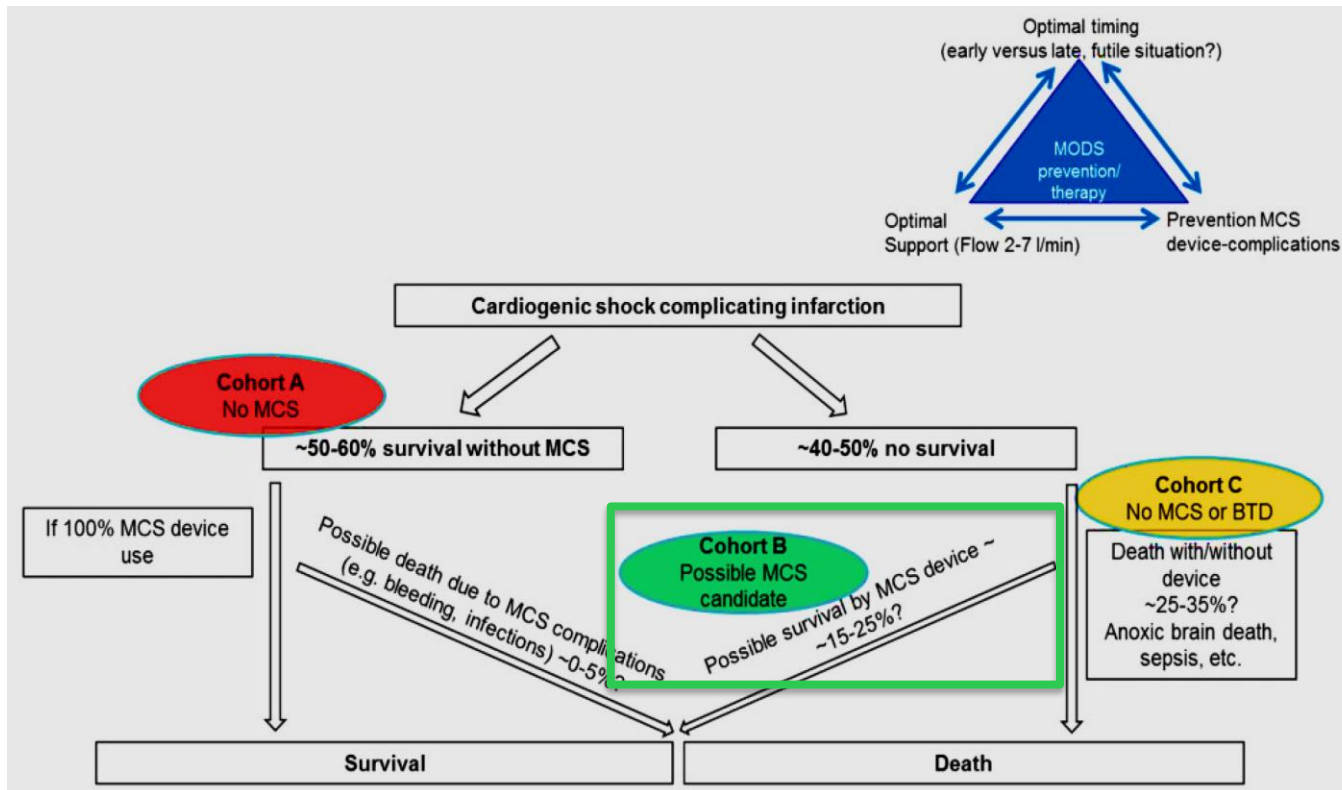 Optimal timing
(early versus late, futile situation?)
MODS
prevention/
therapy
Optimal
Support (Flow 2-7 l/min)
Prevention MCS
device-complications
Cardiogenic shock complicating infarction
Cohort A
No MCS
~50-60% survival without MCS
~40-50% no survival
Cohort C
No MCS or BTD
If 100% MCS device
use
Possible death due to MCS complications
(e.g. bleeding, infections) ~0-5%?
Cohort B
Possible MCS
candidate
Possible survival by MCS device ~
~15-25%?
Death with/without
device
~25-35%?
Anoxic brain death,
sepsis, etc.
Survival
Death